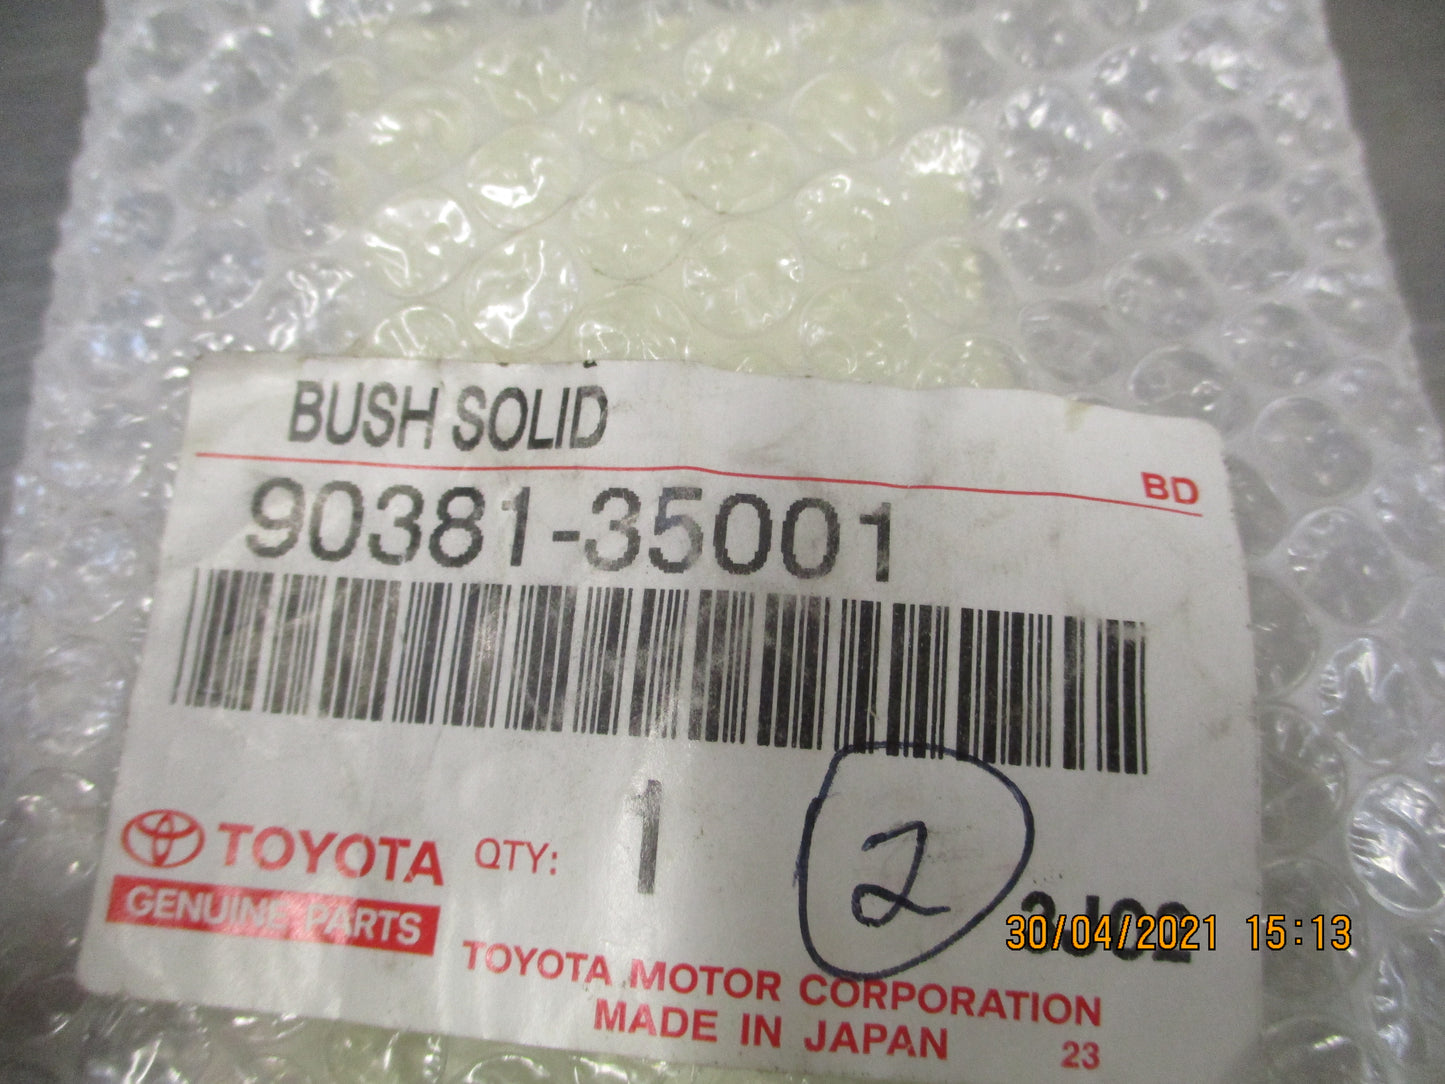 BUSH SOLID
BD
90381-35001
TOYOTA QTY: 1
2
GENUINE PARTS
30/04/2021 15:13
TOYOTA MOTOR CORPORATION
MADE IN JAPAN 23